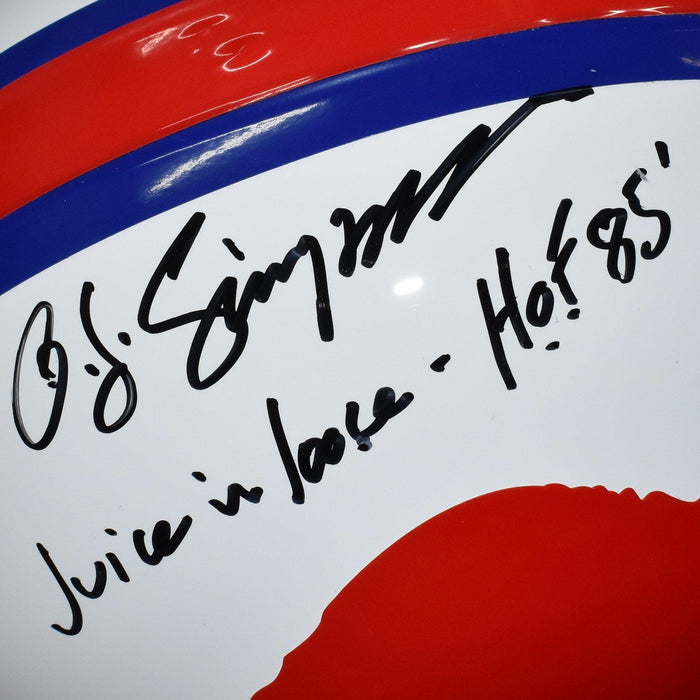 O.J. Simpson
Juice is loose - HOF 85'